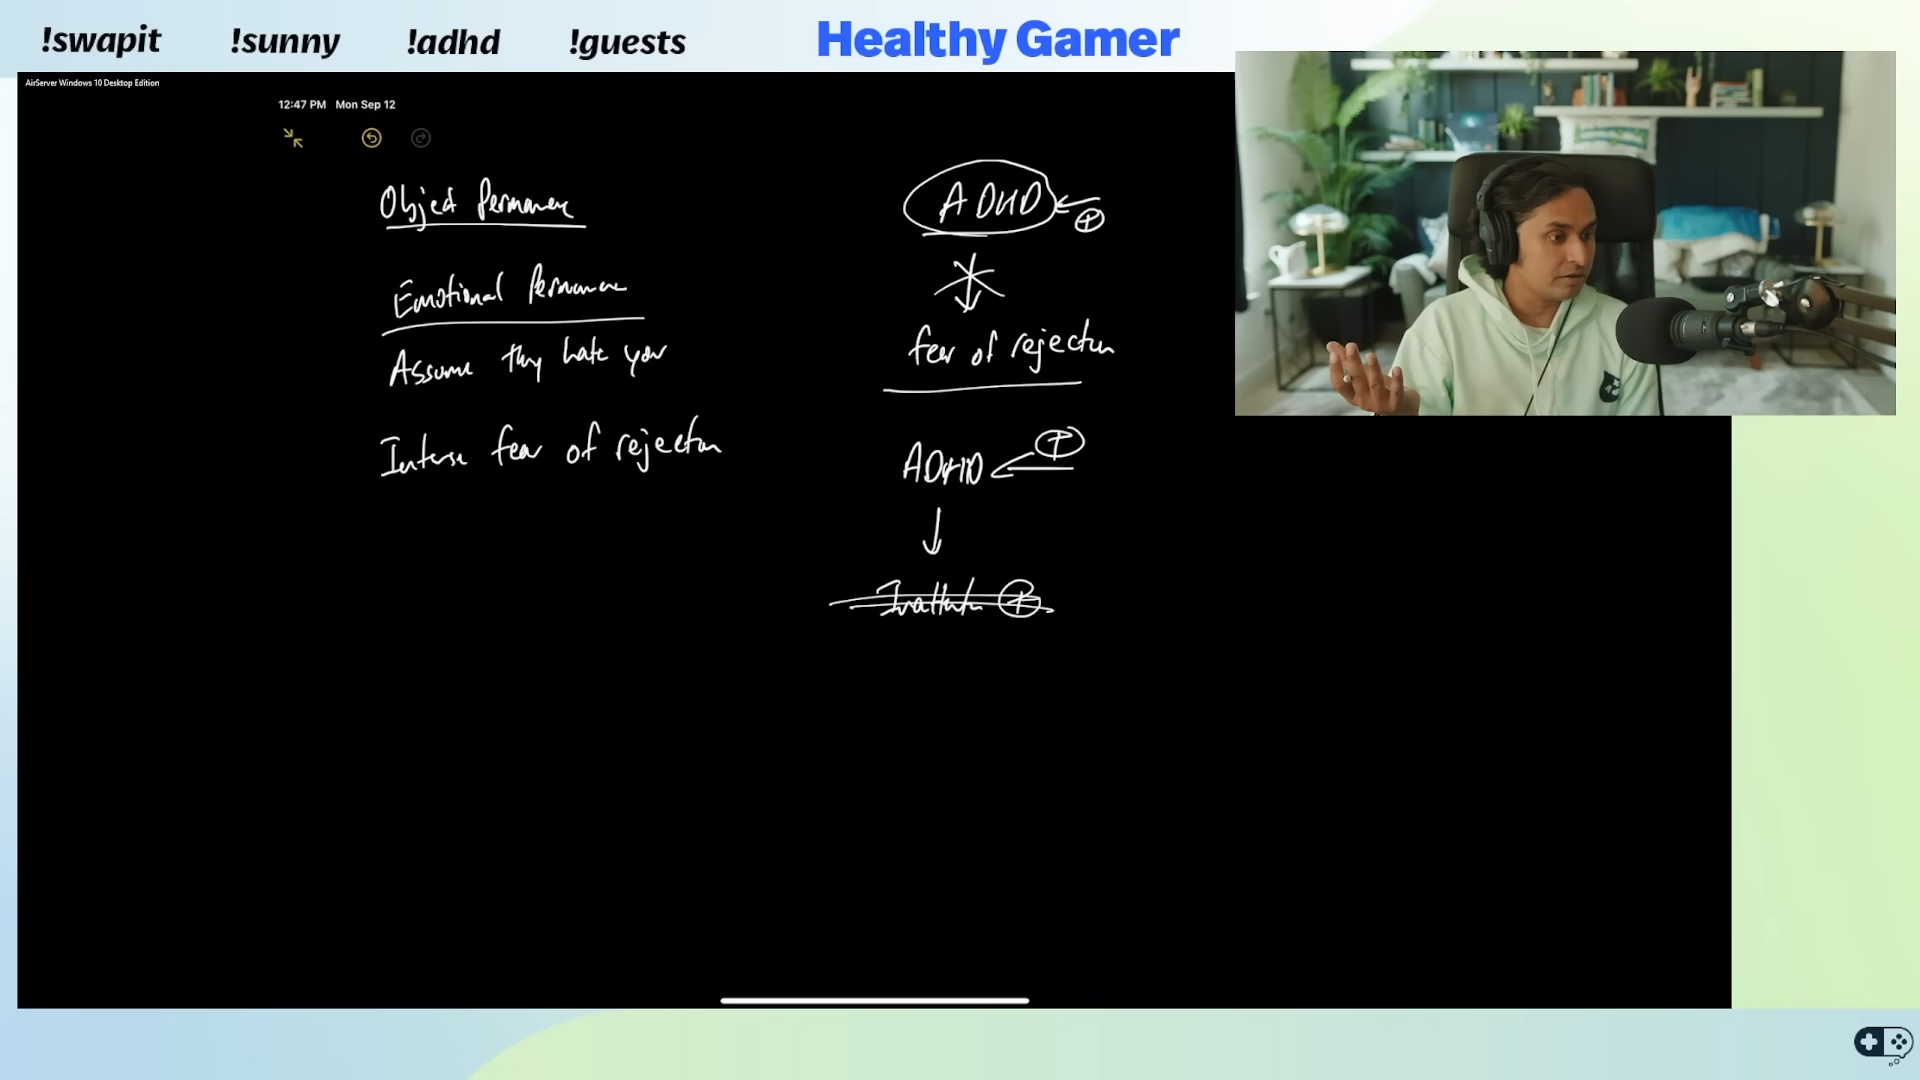 !swapit !sunny !adhd !guests Healthy Gamer
AirServer Windows 10 Desktop Edition
12:47 PM Mon Sep 12
Object Permanence
Emotional Permanence
Assume they hate you
Intense fear of rejection
ADHD
fear of rejection
ADHD